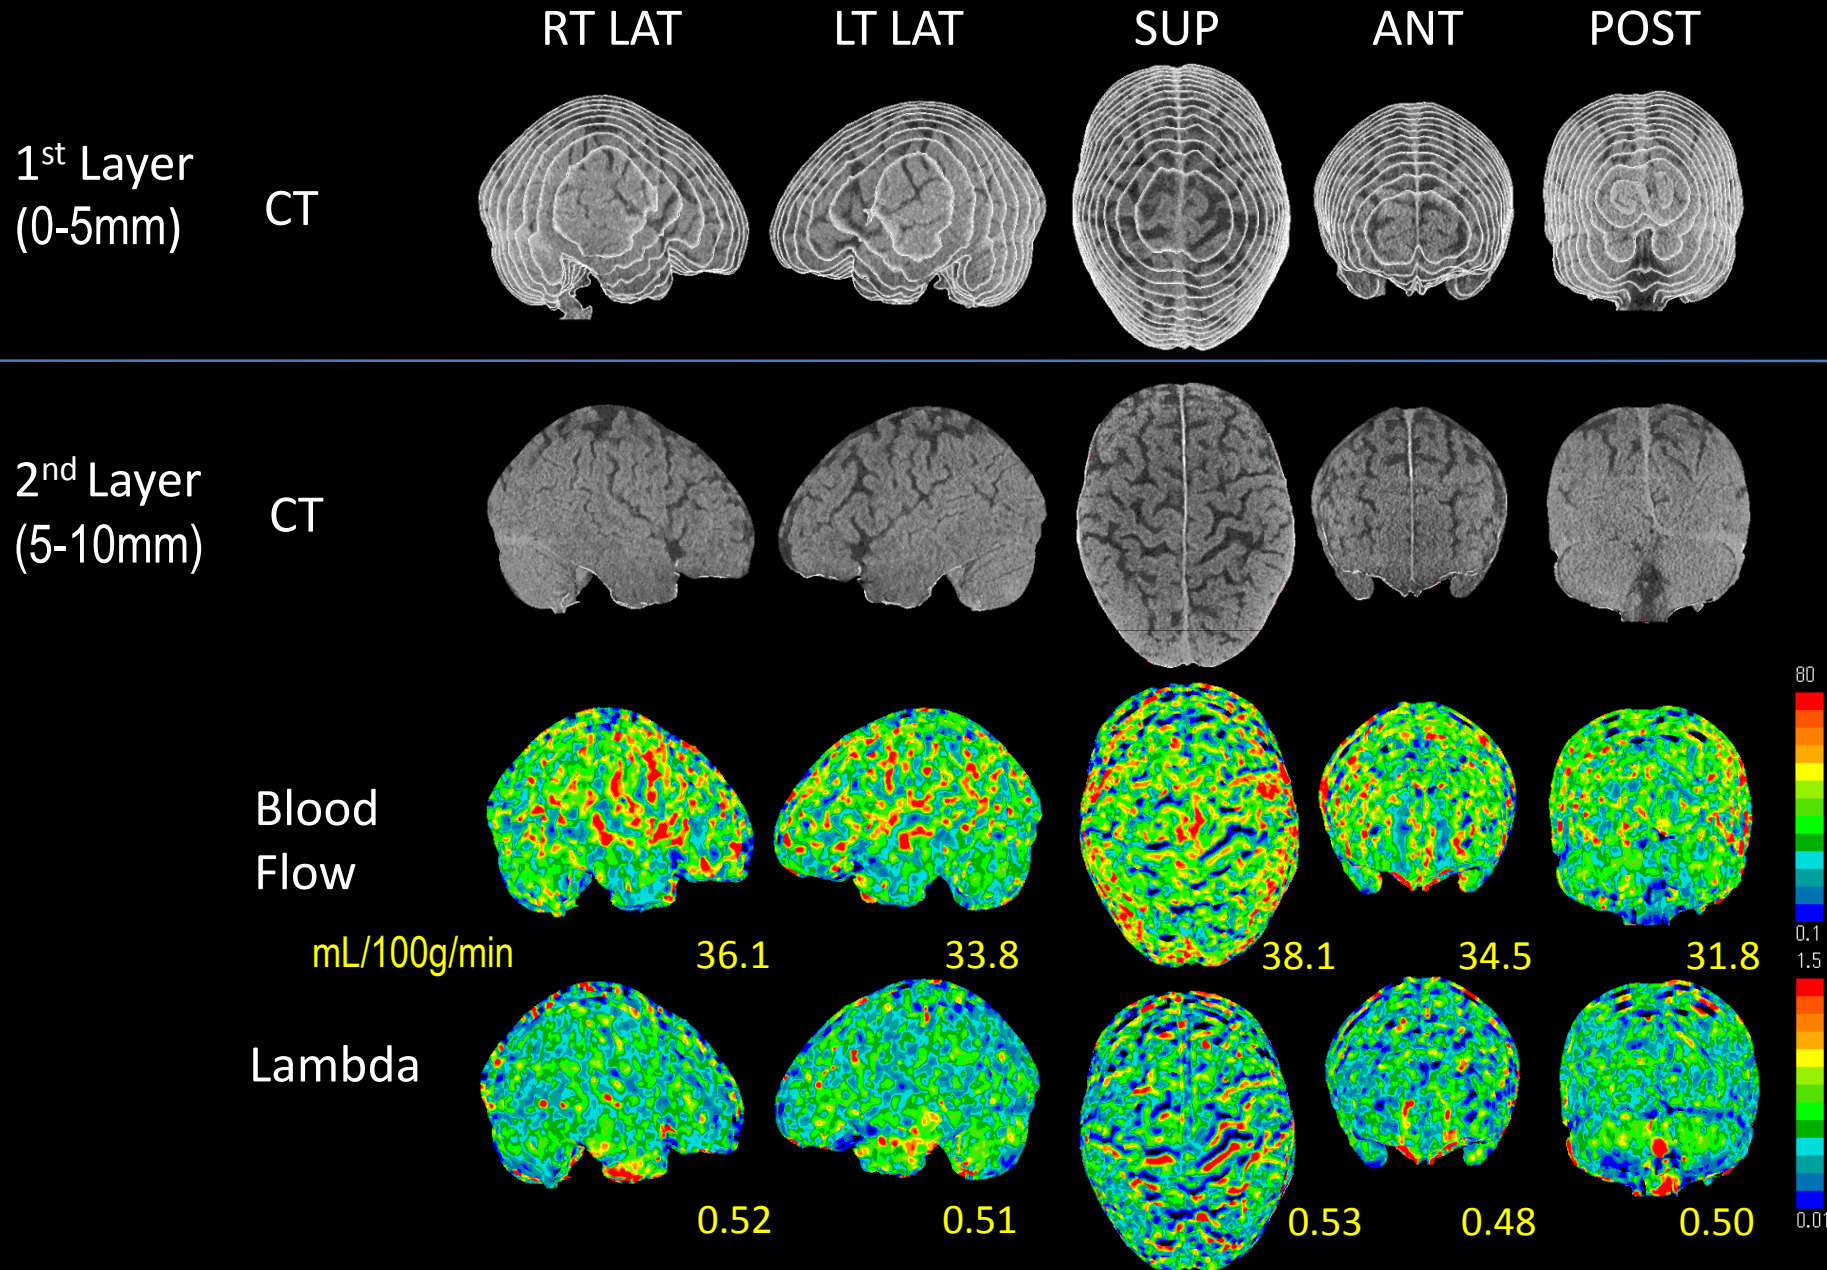 RT LAT LT LAT SUP ANT POST
1st Layer
(0-5mm)
CT
2nd Layer
(5-10mm)
CT
80
Blood
Flow
0.1
mL/100g/min 36.1 33.8 38.1 34.5 31.8
1.5
Lambda
0.52 0.51 0.53 0.48 0.50
0.01